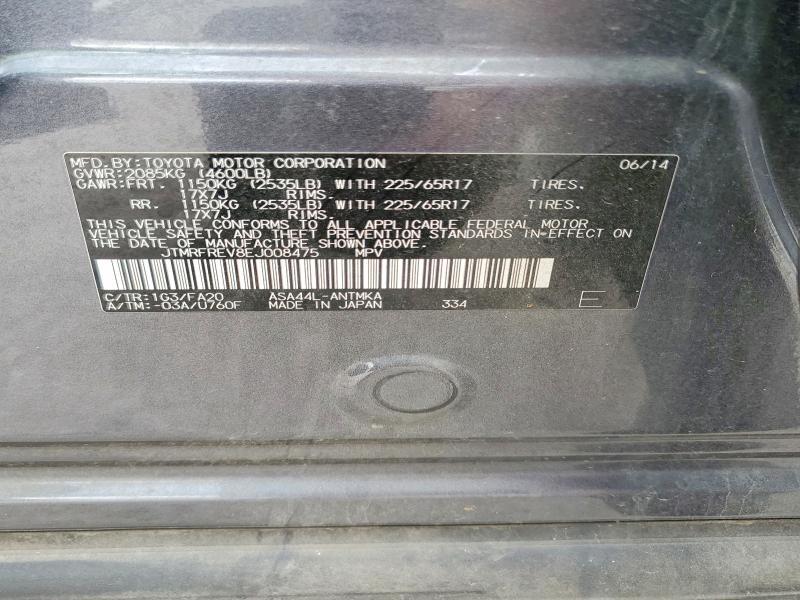 MFD.BY:TOYOTA MOTOR CORPORATION 06/14
GVWR:2085KG (4600LB)
GAWR:FRT. 1150KG (2535LB) WITH 225/65R17 TIRES.
17X7J RIMS.
RR. 1150KG (2535LB) WITH 225/65R17 TIRES.
17X7J RIMS.
THIS VEHICLE CONFORMS TO ALL APPLICABLE FEDERAL MOTOR
VEHICLE SAFETY AND THEFT PREVENTION STANDARDS IN-EFFECT ON
THE DATE OF MANUFACTURE SHOWN ABOVE.
JTMRFREV8EJ008475 MPV
C/TR:1G3/FA20 ASA44L-ANTMKA
A/TM:-03A/U760F MADE IN JAPAN 334 E